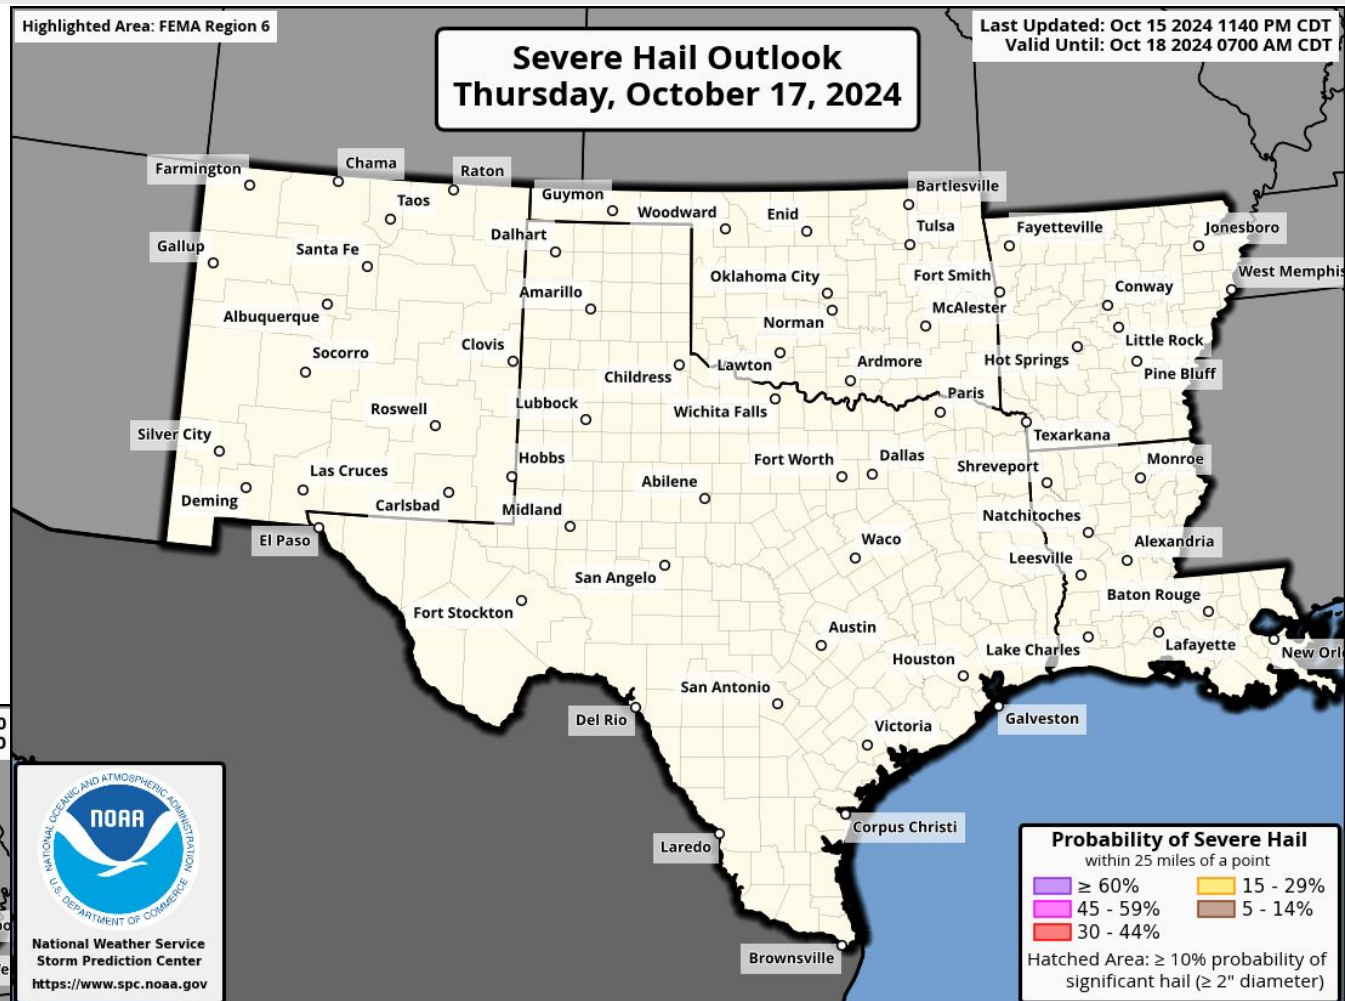 Highlighted Area: FEMA Region 6
Severe Hail Outlook
Thursday, October 17, 2024
Last Updated: Oct 15 2024 1140 PM CDT
Valid Until: Oct 18 2024 0700 AM CDT
Farmington
Chama
Raton
Taos
Guymon
Woodward
Enid
Bartlesville
Tulsa
Fayetteville
Jonesboro
Gallup
Santa Fe
Dalhart
Oklahoma City
Fort Smith
West Memphis
Amarillo
Conway
Albuquerque
Norman
McAlester
Little Rock
Socorro
Clovis
Childress
Lawton
Ardmore
Hot Springs
Pine Bluff
Roswell
Lubbock
Wichita Falls
Paris
Silver City
Texarkana
Las Cruces
Hobbs
Abilene
Fort Worth
Dallas
Shreveport
Monroe
Deming
Carlsbad
Midland
Natchitoches
El Paso
San Angelo
Waco
Leesville
Alexandria
Fort Stockton
Baton Rouge
Austin
Houston
Lake Charles
Lafayette
New Orl
San Antonio
Del Rio
Victoria
Galveston
Laredo
Corpus Christi
Brownsville
NATIONAL OCEANIC AND ATMOSPHERIC ADMINISTRATION
NOAA
U.S. DEPARTMENT OF COMMERCE
National Weather Service
Storm Prediction Center
https://www.spc.noaa.gov
Probability of Severe Hail
within 25 miles of a point
≥ 60%
15 - 29%
45 - 59%
5 - 14%
30 - 44%
Hatched Area: ≥ 10% probability of
significant hail (≥ 2" diameter)